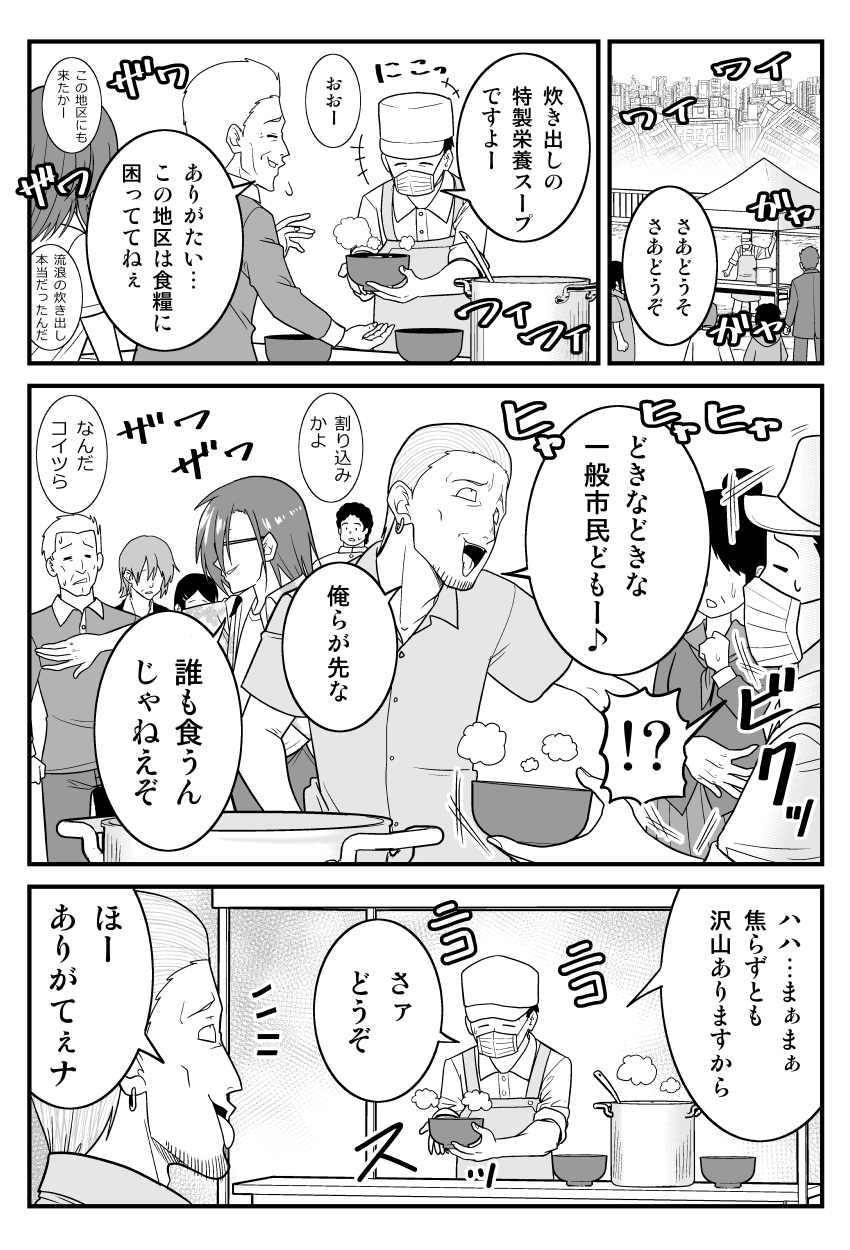 ワイ
ワイ
ガヤ
ガヤ
さあどうそ
さあどうぞ
炊き出しの
特製栄養スープ
ですよー
にこっ
おおー
ありがたい…
この地区は食糧に
困っててねぇ
ザワ
この地区にも
来たかー
ザワ
流浪の炊き出し
本当だったんだ
ワイ
ワイ
ヒャ
ヒャ
ヒャ
どきなどきな
一般市民どもー♪
!?
ビクッ
割り込み
かよ
俺らが先な
ザワ
ザワ
なんだ
コイツら
誰も食うん
じゃねえぞ
ハハ…まぁまぁ
焦らずとも
沢山ありますから
ヨロ
ヨロ
さァ
どうぞ
スッ
ほー
ありがてぇナ